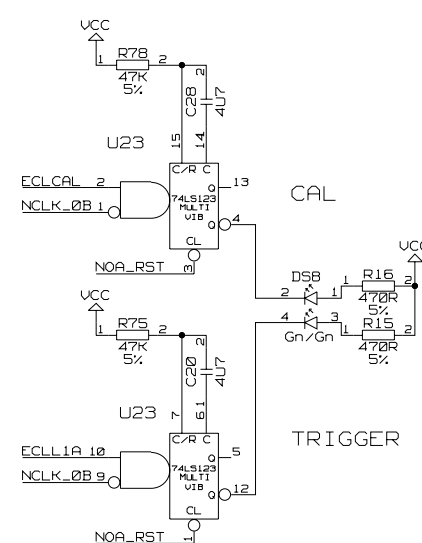 VCC
R78
1 2
47K
5%
C28
2
4U7
15
14
U23
C/R C
ECLCAL 2
NCLK_0B 1
74LS123
MULTI
VIB
Q 13
Q 4
CL
3
NOA_RST
CAL
VCC
DS8
2 1
1 R16 2
470R
5%
4 3
Gn/Gn
1 R15 2
470R
5%
VCC
R75
1 2
47K
5%
C20
2
4U7
7
6 1
U23
C/R C
ECLL1A 10
NCLK_0B 9
74LS123
MULTI
VIB
Q 5
Q 12
CL
NOA_RST
TRIGGER